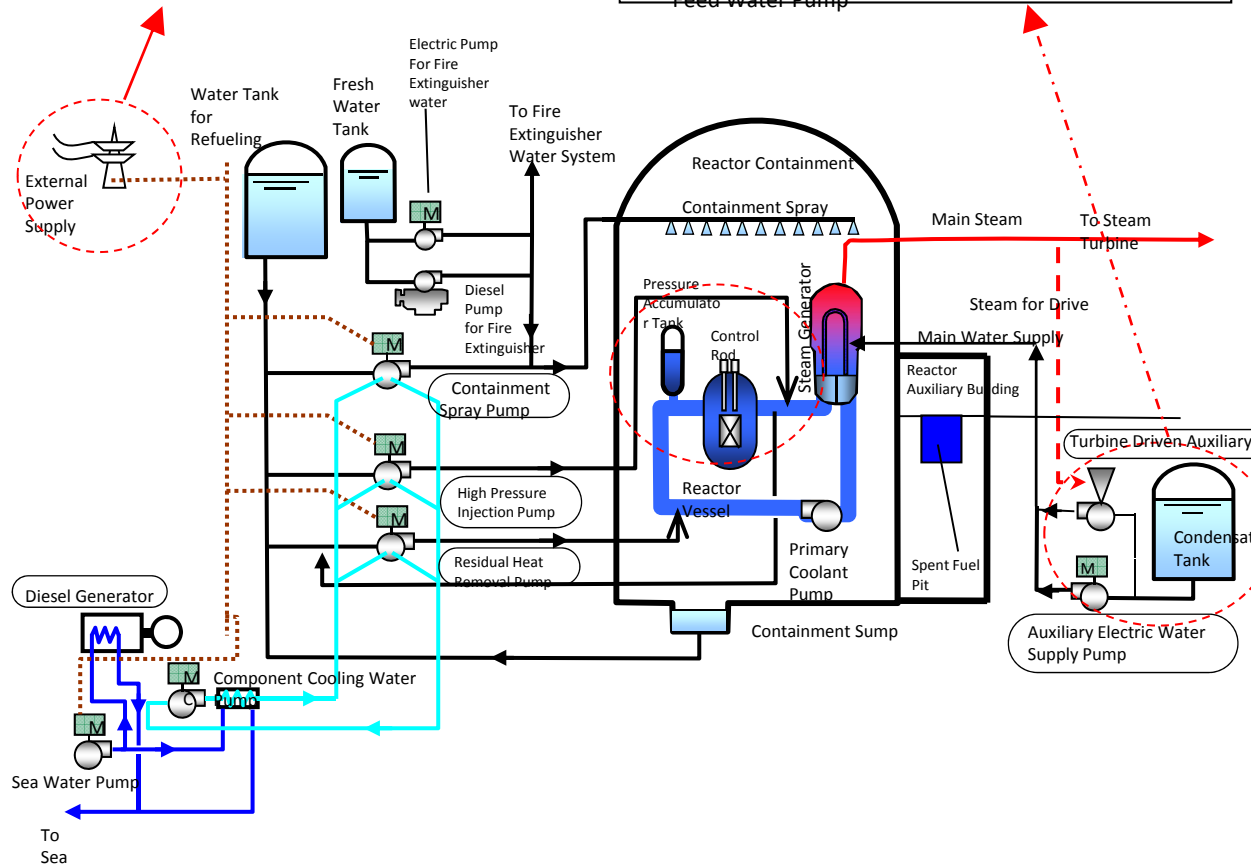 Feed Water Pump
Electric Pump
For Fire
Extinguisher
water
Water Tank
for
Refueling
Fresh
Water
Tank
To Fire
Extinguisher
Water System
External
Power
Supply
M
Diesel
Pump
for Fire
Extinguisher
Reactor Containment
Containment Spray
Main Steam
To Steam
Turbine
Pressure
Accumulato
r Tank
Control
Rod
Steam Generator
Steam for Drive
Main Water Supply
M
Containment
Spray Pump
Reactor
Auxiliary Building
Turbine Driven Auxiliary
M
High Pressure
Injection Pump
Reactor
Vessel
M
Residual Heat
Removal Pump
Primary
Coolant
Pump
Spent Fuel
Pit
Condensat
Tank
M
Diesel Generator
Containment Sump
Auxiliary Electric Water
Supply Pump
M
Component Cooling Water
Pump
M
Sea Water Pump
To
Sea